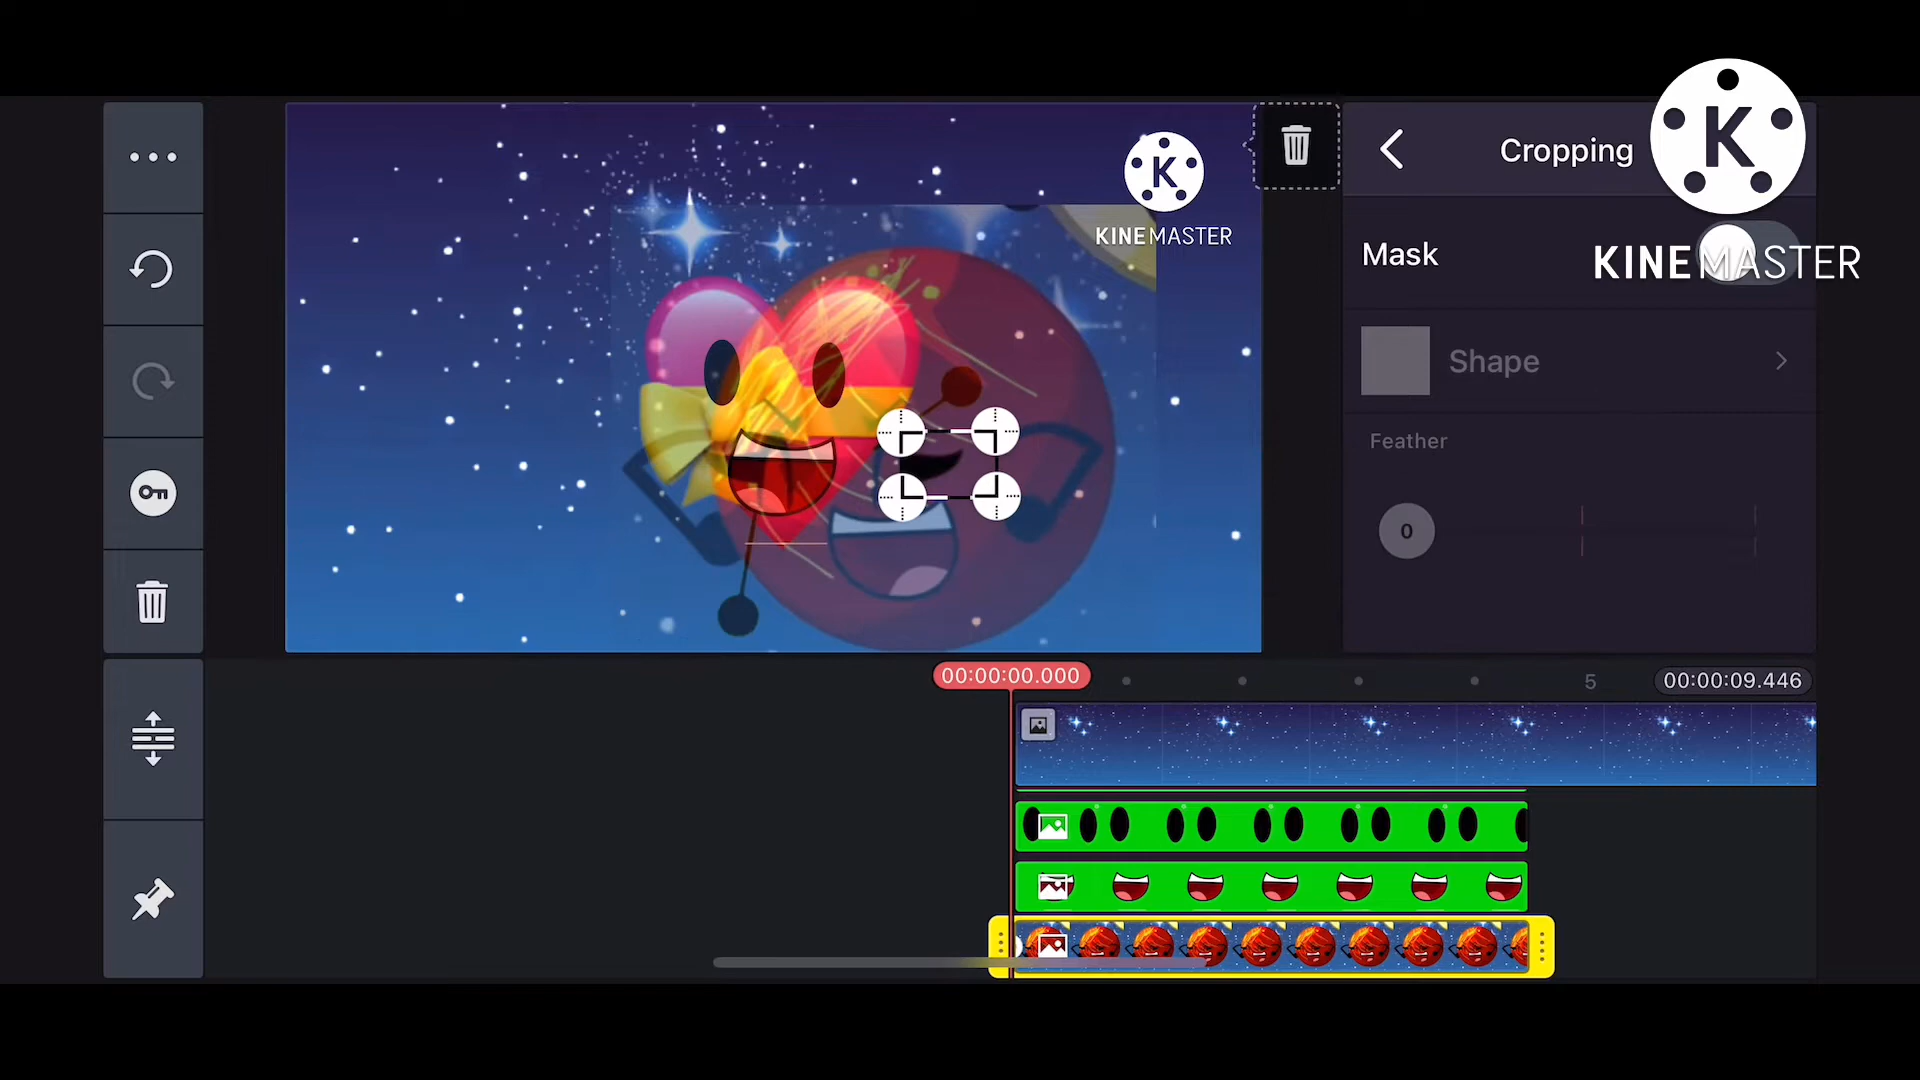 K
KINEMASTER
Cropping
K
KINEMASTER
Mask
Shape
Feather
0
00:00:00.000
5
00:00:09.446